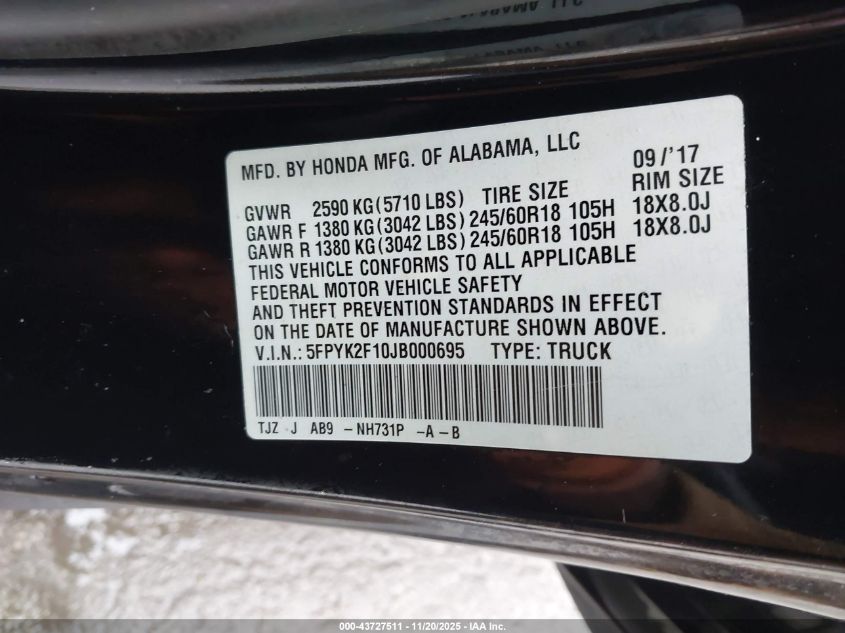 MFD. BY HONDA MFG. OF ALABAMA, LLC 09/'17
GVWR 2590 KG(5710 LBS) TIRE SIZE RIM SIZE
GAWR F 1380 KG(3042 LBS) 245/60R18 105H 18X8.0J
GAWR R 1380 KG(3042 LBS) 245/60R18 105H 18X8.0J
THIS VEHICLE CONFORMS TO ALL APPLICABLE
FEDERAL MOTOR VEHICLE SAFETY
AND THEFT PREVENTION STANDARDS IN EFFECT
ON THE DATE OF MANUFACTURE SHOWN ABOVE.
V.I.N.: 5FPYK2F10JB000695 TYPE: TRUCK
TJZ J AB9 -NH731P -A-B
000-43727511 - 11/20/2025 - IAA Inc.